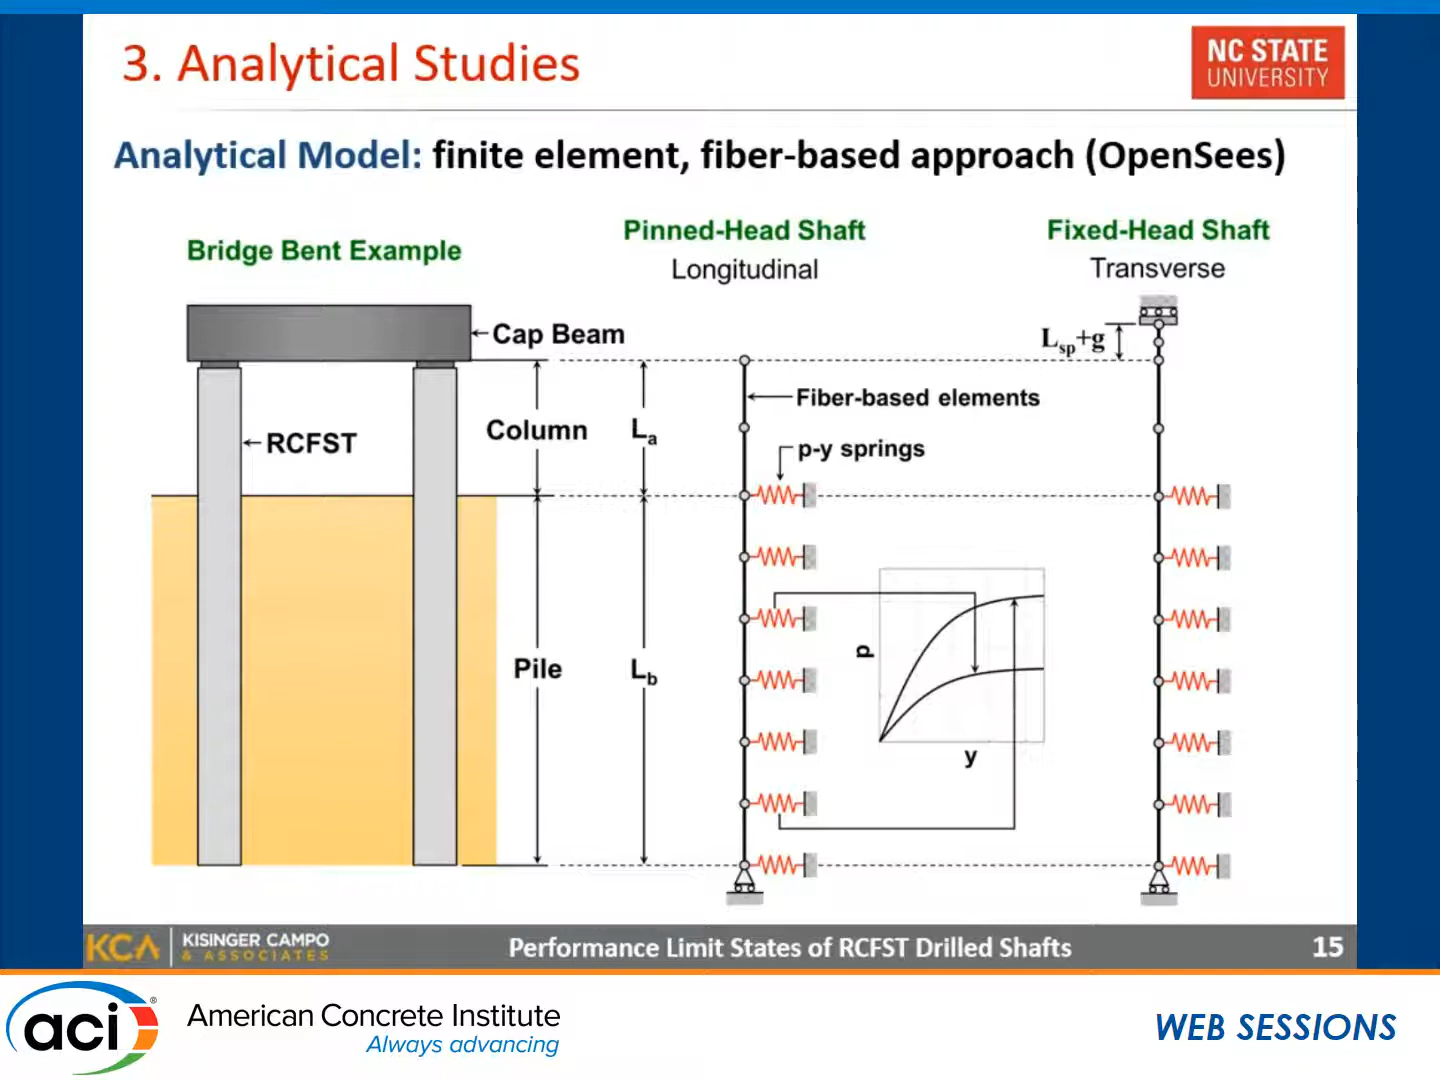 3. Analytical Studies
NC STATE
UNIVERSITY
Analytical Model: finite element, fiber-based approach (OpenSees)
Bridge Bent Example
Pinned-Head Shaft
Longitudinal
Fixed-Head Shaft
Transverse
Cap Beam
Lsp+g
Fiber-based elements
Column
La
RCFST
p-y springs
p
Pile
Lb
y
KCA
KISINGER CAMPO
& ASSOCIATES
Performance Limit States of RCFST Drilled Shafts
15
aci®
American Concrete Institute
Always advancing
WEB SESSIONS